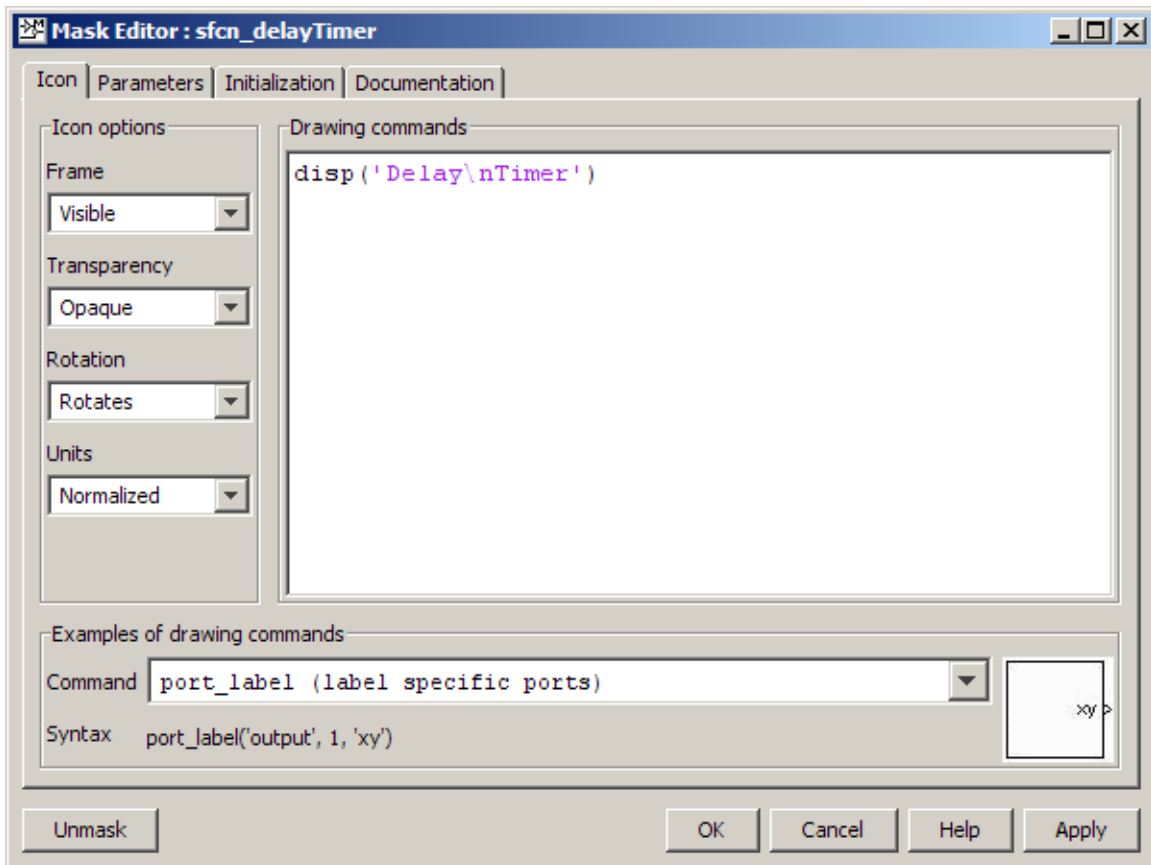 Mask Editor : sfcn_delayTimer
Icon Parameters Initialization Documentation
Icon options
Frame
Visible
Transparency
Opaque
Rotation
Rotates
Units
Normalized
Drawing commands
disp('Delay\nTimer')
Examples of drawing commands
Command port_label (label specific ports)
Syntax port_label('output', 1, 'xy')
xy
Unmask OK Cancel Help Apply